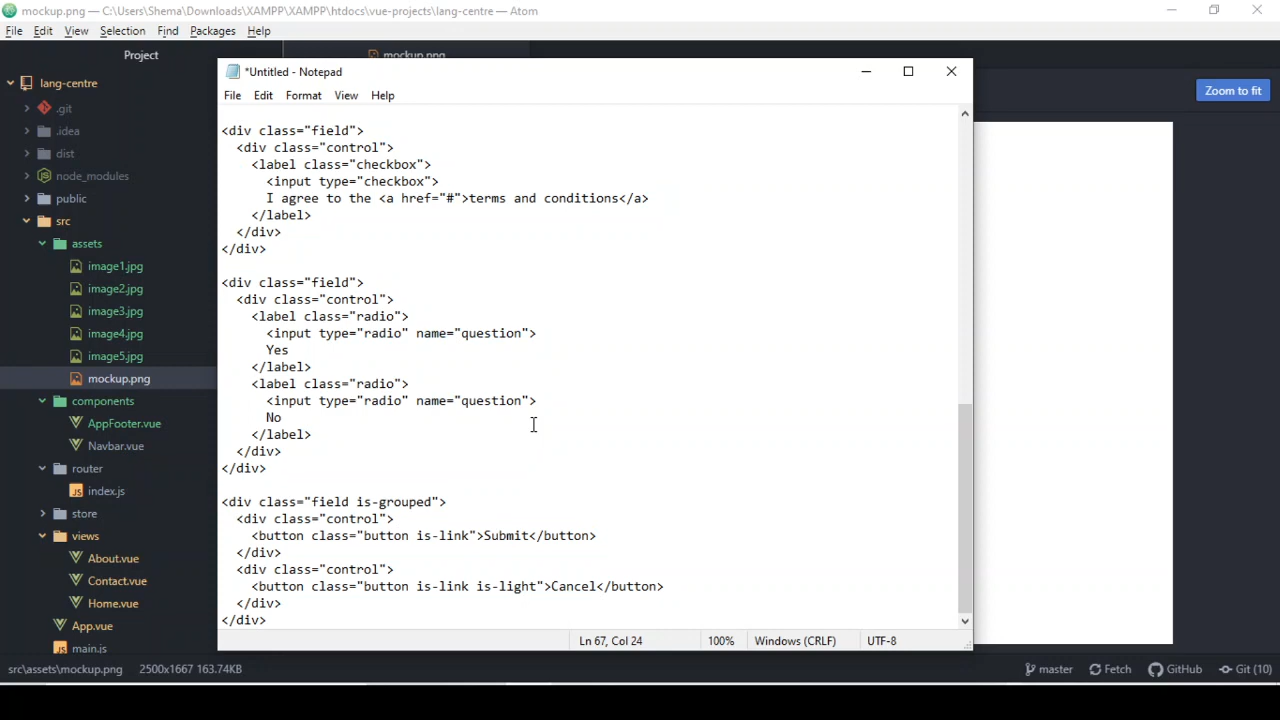 mockup.png — C:\Users\Shema\Downloads\XAMPP\XAMPP\htdocs\vue-projects\lang-centre — Atom
File Edit View Selection Find Packages Help
Project
mockup.png
lang-centre
.git
.idea
dist
node_modules
public
src
assets
image1.jpg
image2.jpg
image3.jpg
image4.jpg
image5.jpg
mockup.png
components
AppFooter.vue
Navbar.vue
router
index.js
store
views
About.vue
Contact.vue
Home.vue
App.vue
main.js
*Untitled - Notepad
File Edit Format View Help
<div class="field">
<div class="control">
<label class="checkbox">
<input type="checkbox">
I agree to the <a href="#">terms and conditions</a>
</label>
</div>
</div>
<div class="field">
<div class="control">
<label class="radio">
<input type="radio" name="question">
Yes
</label>
<label class="radio">
<input type="radio" name="question">
No
</label>
</div>
</div>
<div class="field is-grouped">
<div class="control">
<button class="button is-link">Submit</button>
</div>
<div class="control">
<button class="button is-link is-light">Cancel</button>
</div>
</div>
Ln 67, Col 24 100% Windows (CRLF) UTF-8
Zoom to fit
src\assets\mockup.png 2500x1667 163.74KB master Fetch GitHub Git (10)